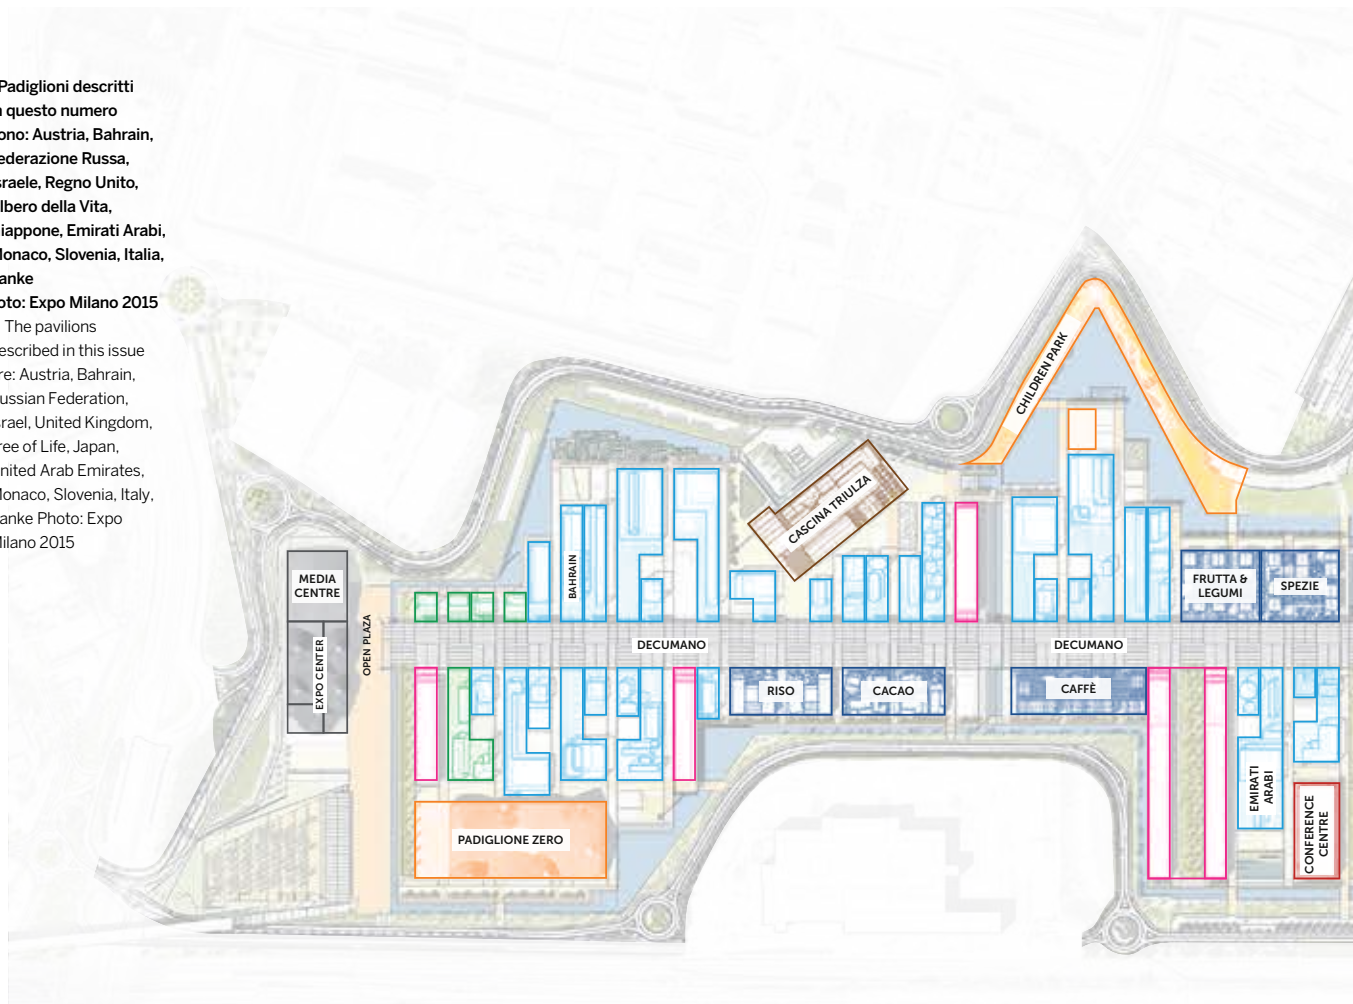 Padiglioni descritti
questo numero
ono: Austria, Bahrain,
ederazione Russa,
sraele, Regno Unito,
lbero della Vita,
iappone, Emirati Arabi,
onaco, Slovenia, Italia,
anke
oto: Expo Milano 2015
The pavilions
escribed in this issue
re: Austria, Bahrain,
ussian Federation,
srael, United Kingdom,
ree of Life, Japan,
nited Arab Emirates,
onaco, Slovenia, Italy,
anke Photo: Expo
ilano 2015
CHILDREN PARK
CASCINA TRIULZA
MEDIA
CENTRE
EXPO CENTER
OPEN PLAZA
BAHRAIN
FRUTTA &
LEGUMI
SPEZIE
DECUMANO
DECUMANO
RISO
CACAO
CAFFÈ
EMIRATI
ARABI
CONFERENCE
CENTRE
PADIGLIONE ZERO